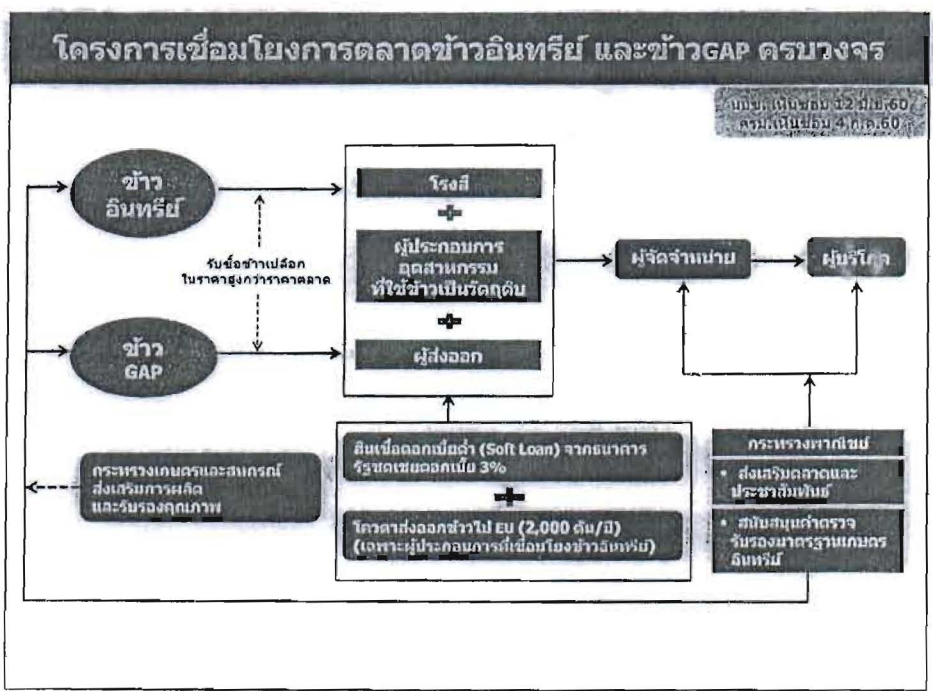 โครงการเชื่อมโยงการตลาดข้าวอินทรีย์ และข้าวGAP ครบวงจร
นบข. เห็นชอบ 12 มิ.ย.60
ครม.เห็นชอบ 4 ก.ค.60
ข้าว
อินทรีย์
รับซื้อข้าวเปลือก
ในราคาสูงกว่าราคาตลาด
ข้าว
GAP
โรงสี
ผู้ประกอบการ
อุตสาหกรรม
ที่ใช้ข้าวเป็นวัตถุดิบ
ผู้ส่งออก
ผู้จัดจำหน่าย
ผู้บริโภค
กระทรวงเกษตรและสหกรณ์
ส่งเสริมการผลิต
และรับรองคุณภาพ
สินเชื่อดอกเบี้ยต่ำ (Soft Loan) จากธนาคาร
รัฐชดเชยดอกเบี้ย 3%
โควตาส่งออกข้าวไป EU (2,000 ตัน/ปี)
(เฉพาะผู้ประกอบการที่เชื่อมโยงข้าวอินทรีย์)
กระทรวงพาณิชย์
• ส่งเสริมตลาดและ
ประชาสัมพันธ์
• สนับสนุนค่าตรวจ
รับรองมาตรฐานเกษตร
อินทรีย์